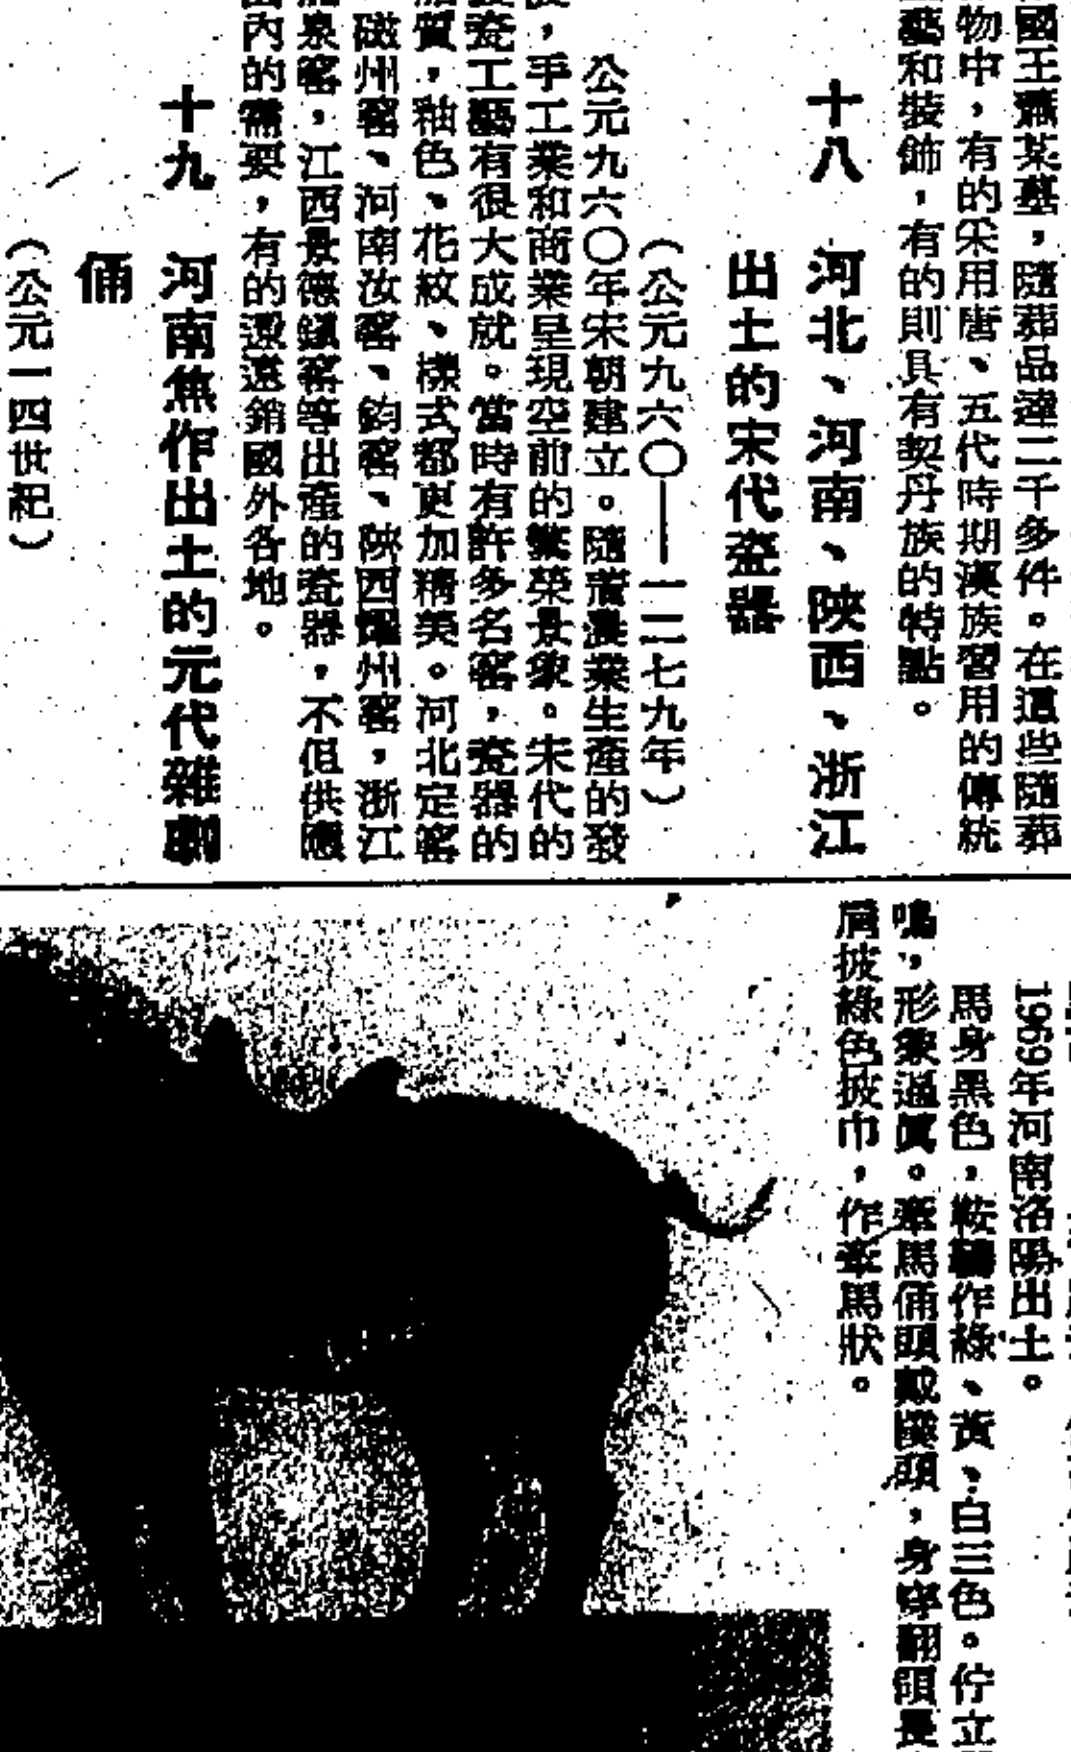 國王蕭某墓，隨葬品達二千多件。在這些隨葬
物中，有的采用唐、五代時期漢族習用的傳統
藝和裝飾，有的則具有契丹族的特點。
十八　河北、河南、陝西、浙江
出土的宋代瓷器
（公元九六〇——一二七九年）
公元九六〇年宋朝建立。隨着農業生產的發
，手工業和商業呈現空前的繁榮景象。宋代的
瓷工藝有很大成就。當時有許多名窰，瓷器的
質，釉色、花紋、樣式都更加精美。河北定窰
磁州窰、河南汝窰、鈞窰、陝西耀州窰，浙江
泉窰，江西景德鎮窰等出產的瓷器，不但供應
內的需要，有的還遠銷國外各地。
十九　河南焦作出土的元代雜劇
俑
（公元一四世紀）
1969年河南洛陽出土。
馬身黑色，鞍韉作綠、黃、白三色。佇立
鳴，形象逼真。牽馬俑頭戴幞頭，身穿翻領長
肩披綠色披巾，作牽馬狀。